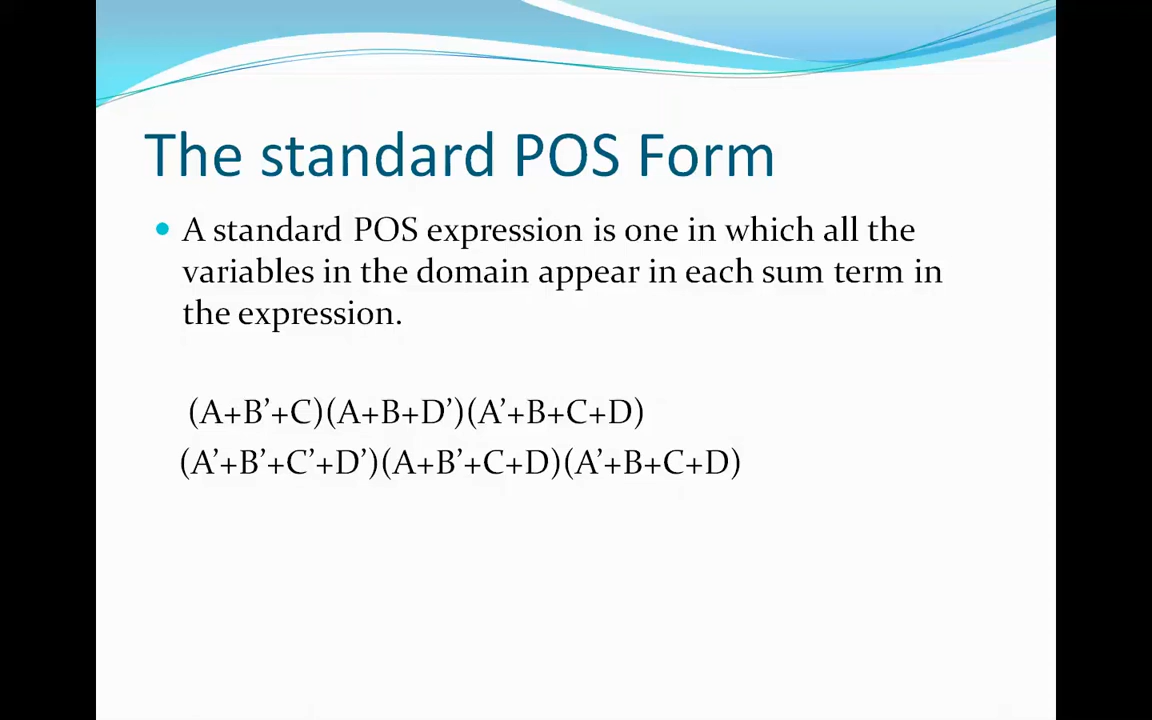 The standard POS Form
• A standard POS expression is one in which all the
variables in the domain appear in each sum term in
the expression.
(A+B’+C)(A+B+D’)(A’+B+C+D)
(A’+B’+C’+D’)(A+B’+C+D)(A’+B+C+D)